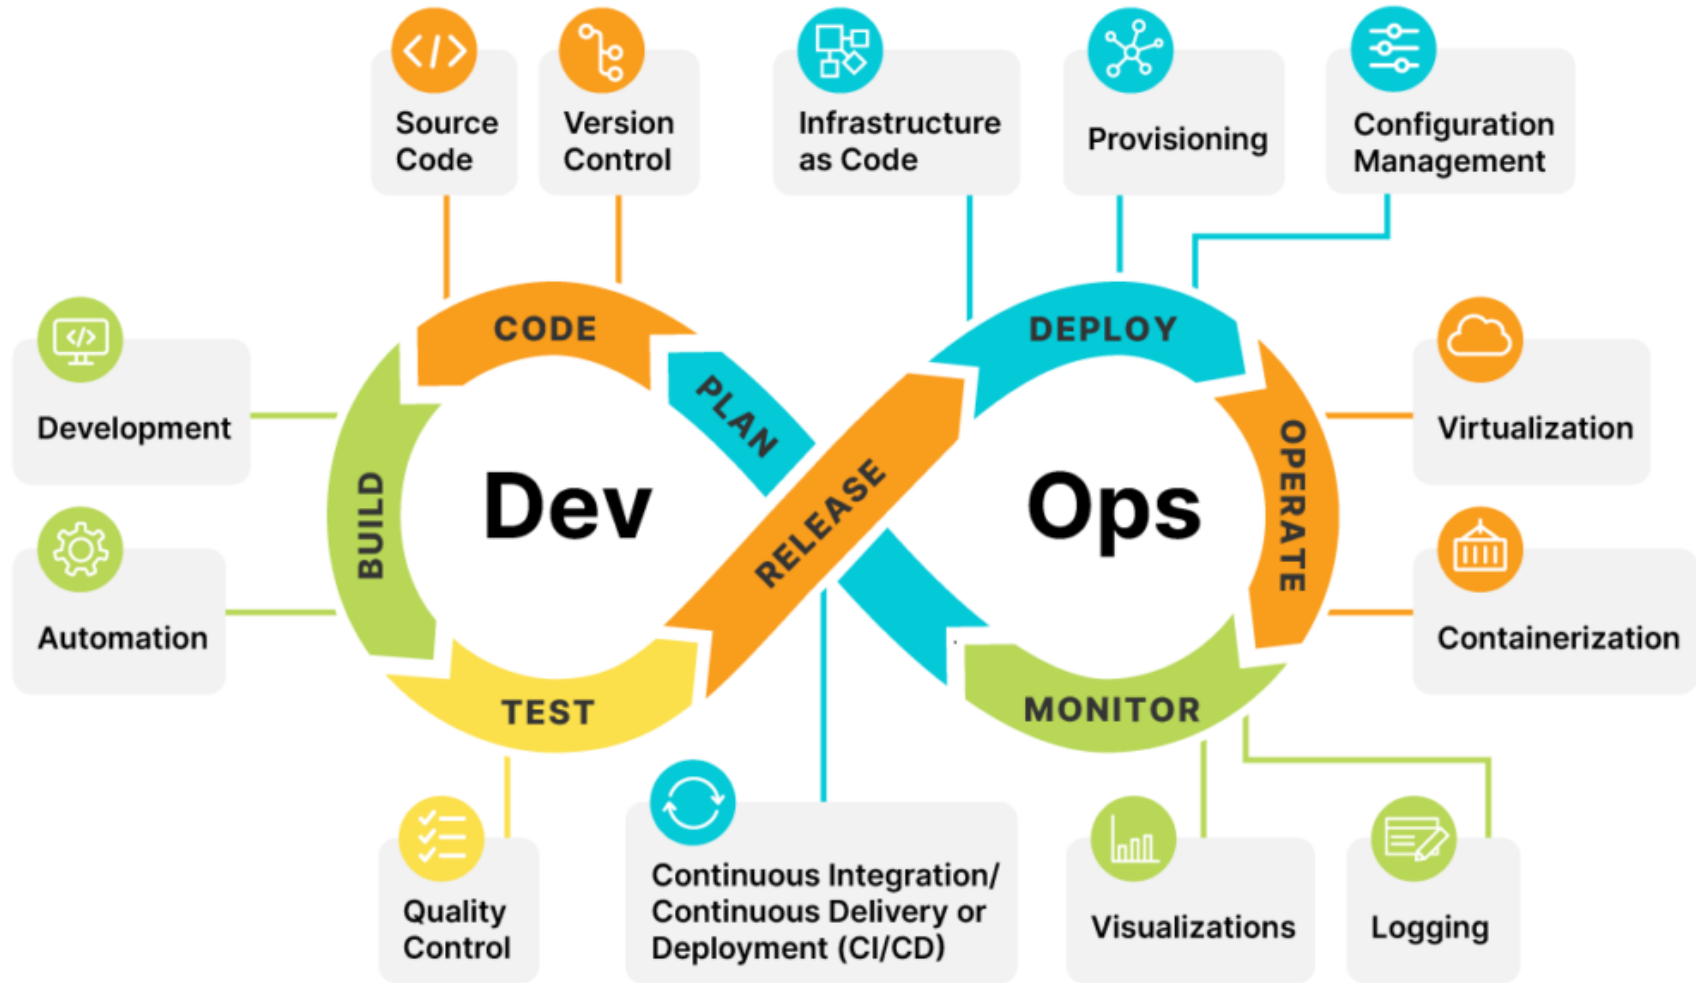 Source
Code
Version
Control
Infrastructure
as Code
Provisioning
Configuration
Management
CODE
PLAN
DEPLOY
Development
BUILD
Dev
RELEASE
Ops
OPERATE
Virtualization
Automation
Containerization
TEST
MONITOR
Quality
Control
Continuous Integration/
Continuous Delivery or
Deployment (CI/CD)
Visualizations
Logging